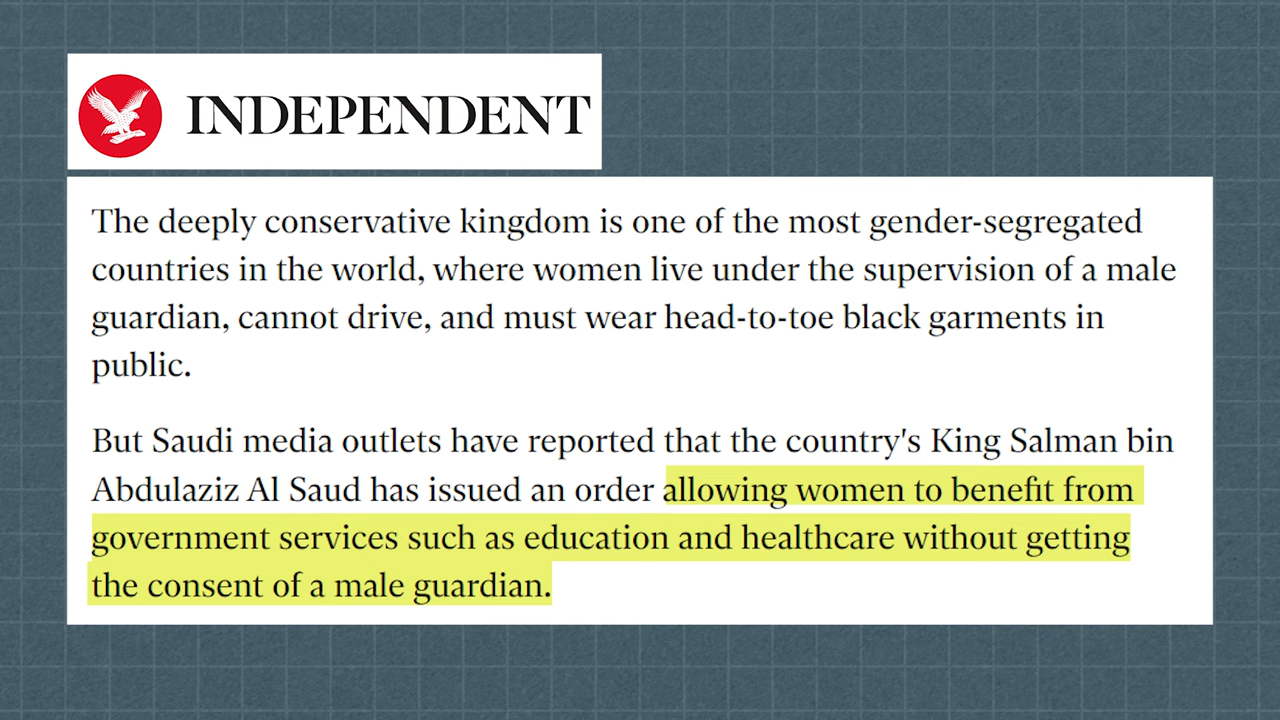 INDEPENDENT
The deeply conservative kingdom is one of the most gender-segregated
countries in the world, where women live under the supervision of a male
guardian, cannot drive, and must wear head-to-toe black garments in
public.
But Saudi media outlets have reported that the country's King Salman bin
Abdulaziz Al Saud has issued an order allowing women to benefit from
government services such as education and healthcare without getting
the consent of a male guardian.